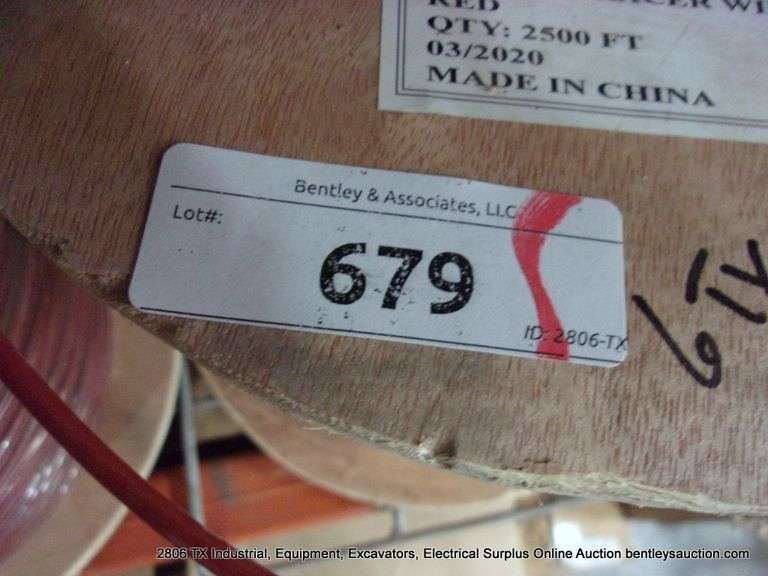 RED
QTY: 2500 FT
03/2020
MADE IN CHINA
Bentley & Associates, LLC
Lot#:
679
ID: 2806-TX
2806 TX Industrial, Equipment, Excavators, Electrical Surplus Online Auction bentleysauction.com